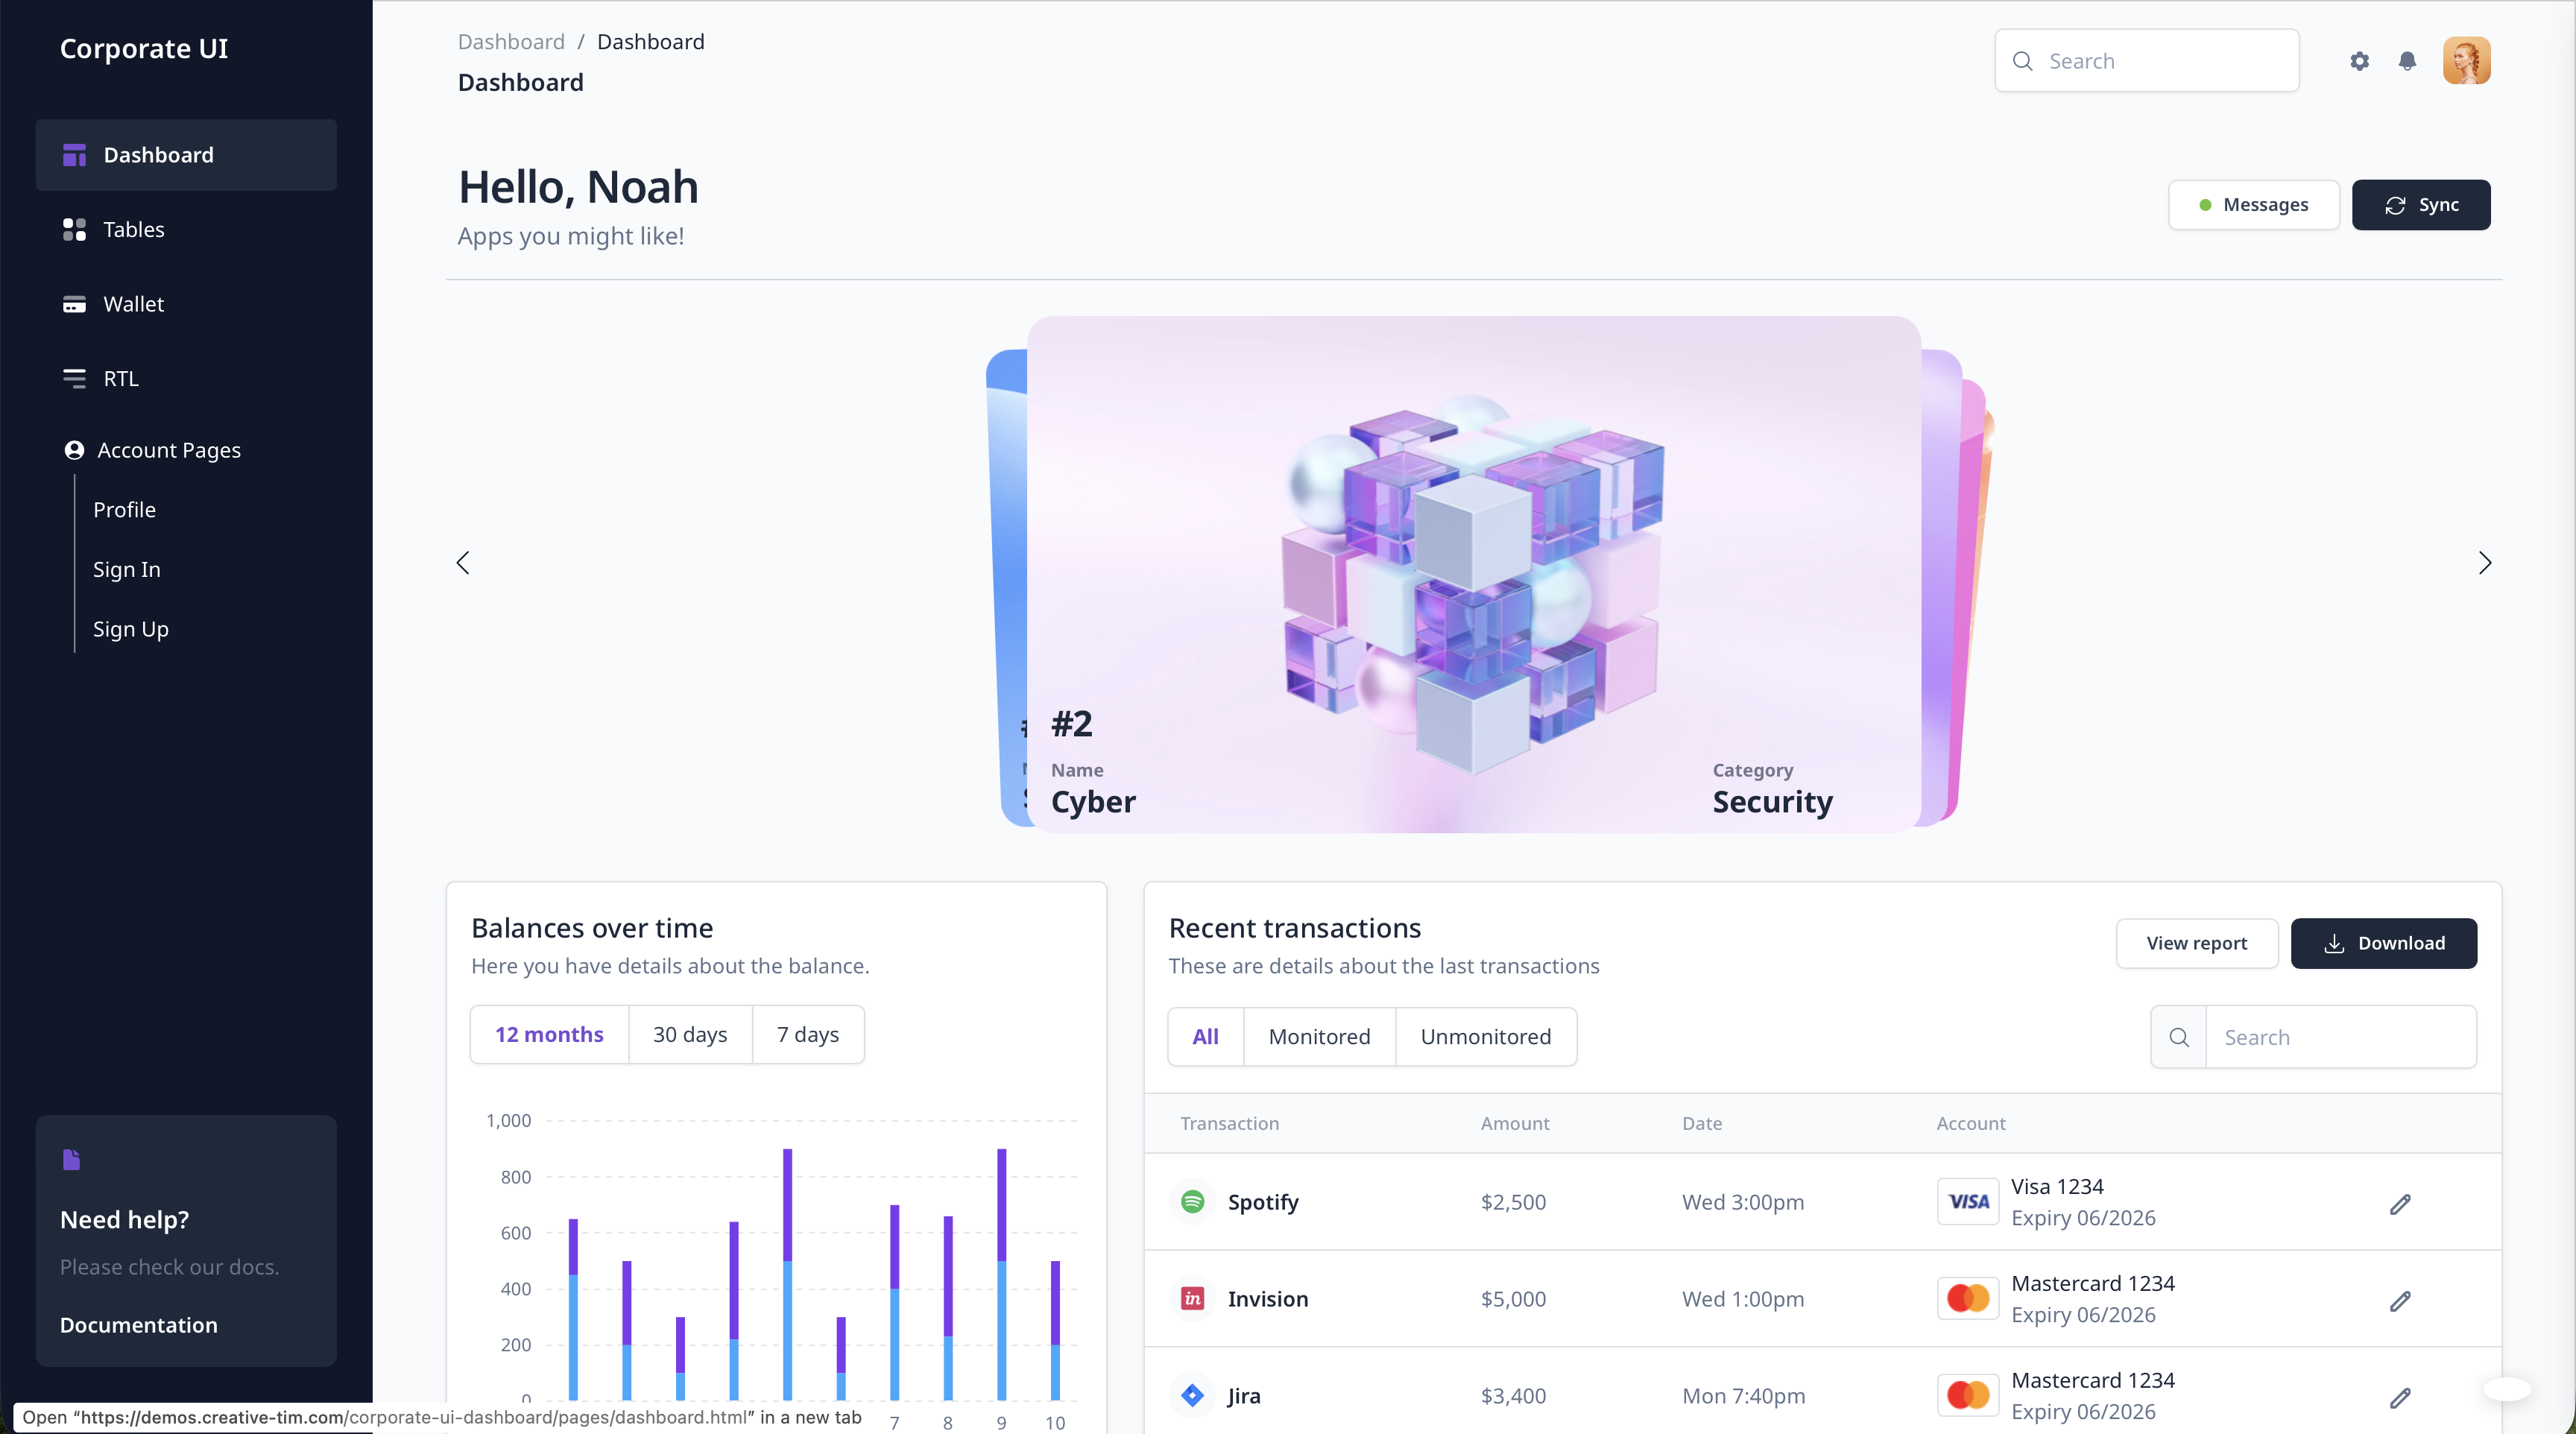 Corporate UI
Dashboard
Tables
Wallet
RTL
Account Pages
Profile
Sign In
Sign Up
Need help?
Please check our docs.
Documentation
Dashboard / Dashboard
Dashboard
Search
Hello, Noah
Apps you might like!
Messages
Sync
#2
Name
Cyber
Category
Security
Balances over time
Here you have details about the balance.
12 months 30 days 7 days
1,000
800
600
400
200
0
7 8 9 10
Recent transactions
These are details about the last transactions
View report
Download
All Monitored Unmonitored
Search
Transaction Amount Date Account
Spotify $2,500 Wed 3:00pm VISA Visa 1234
Expiry 06/2026
in Invision $5,000 Wed 1:00pm Mastercard 1234
Expiry 06/2026
Jira $3,400 Mon 7:40pm Mastercard 1234
Expiry 06/2026
Open “https://demos.creative-tim.com/corporate-ui-dashboard/pages/dashboard.html” in a new tab